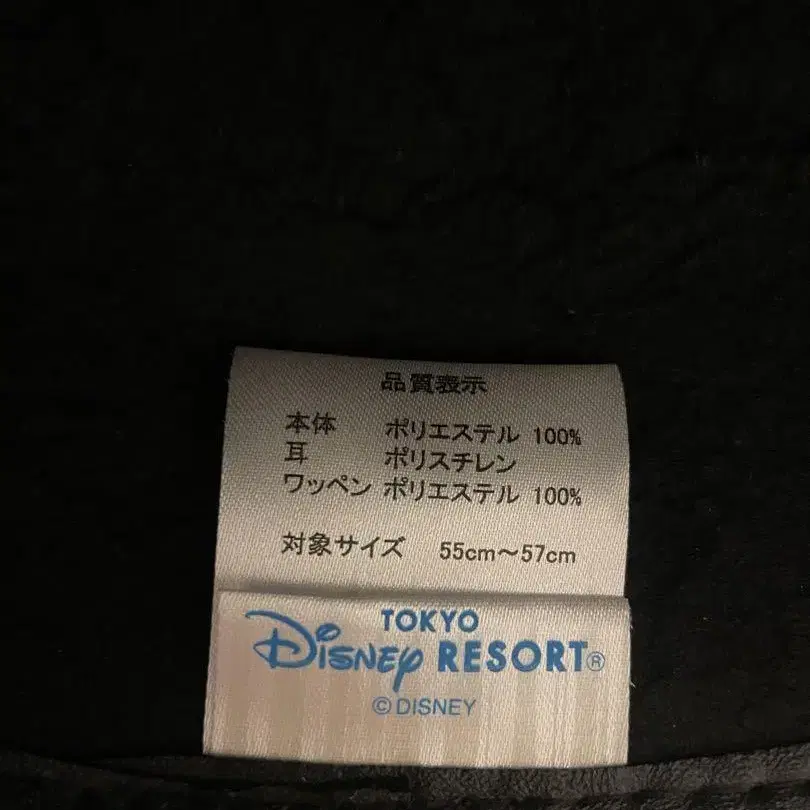 品質表示
本体 ポリエステル 100%
耳 ポリスチレン
ワッペン ポリエステル 100%
対象サイズ 55cm～57cm
TOKYO
Disney RESORT®
© DISNEY